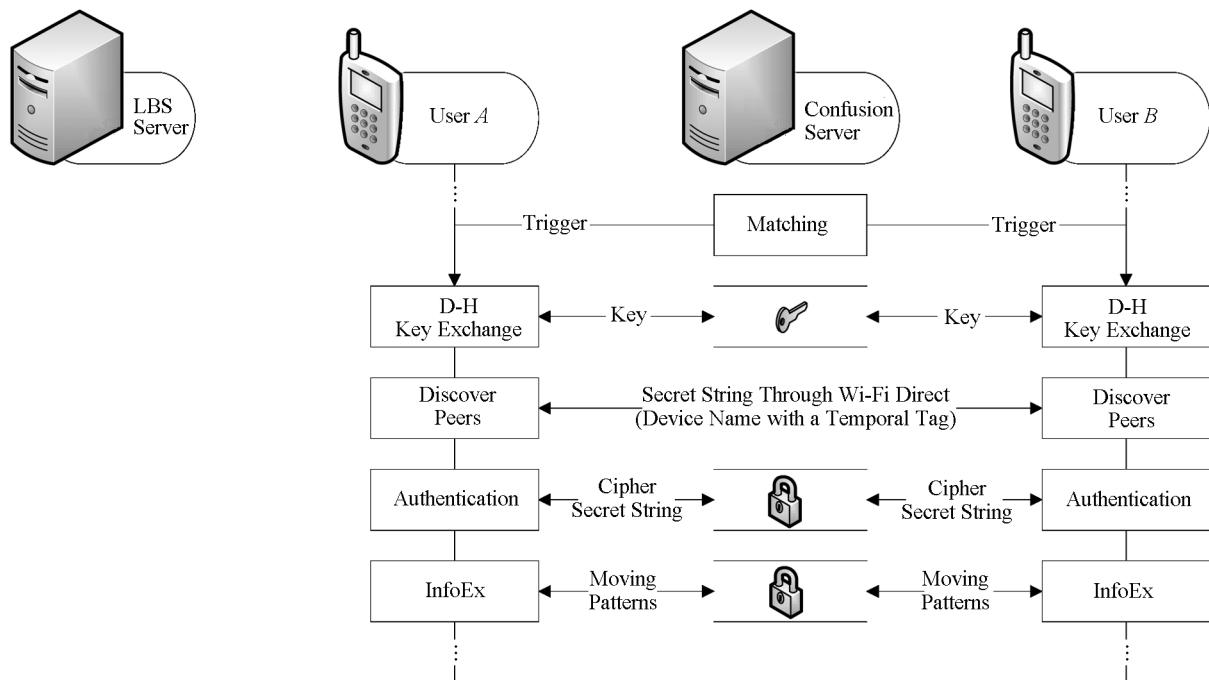 LBS
Server
User A
Confusion
Server
User B
Trigger
Matching
Trigger
D-H
Key Exchange
Key
Key
D-H
Key Exchange
Discover
Peers
Secret String Through Wi-Fi Direct
(Device Name with a Temporal Tag)
Discover
Peers
Authentication
Cipher
Secret String
Cipher
Secret String
Authentication
InfoEx
Moving
Patterns
Moving
Patterns
InfoEx